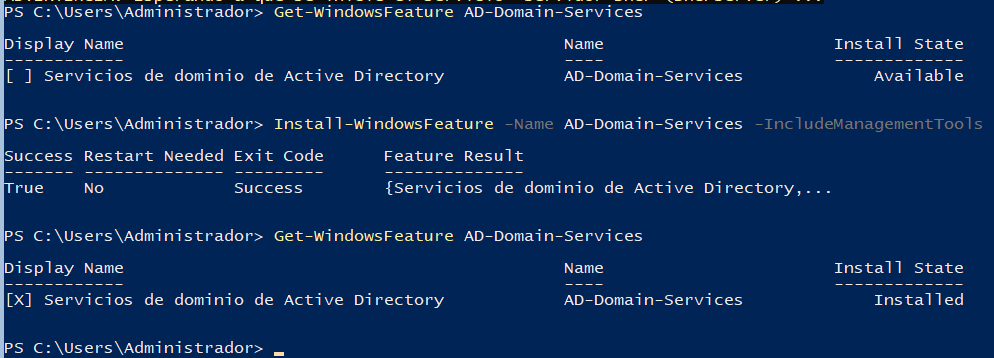 PS C:\Users\Administrador> Get-WindowsFeature AD-Domain-Services
Display Name Name Install State
------------ ---- -------------
[ ] Servicios de dominio de Active Directory AD-Domain-Services Available
PS C:\Users\Administrador> Install-WindowsFeature -Name AD-Domain-Services -IncludeManagementTools
Success Restart Needed Exit Code Feature Result
------- -------------- --------- --------------
True No Success {Servicios de dominio de Active Directory,...
PS C:\Users\Administrador> Get-WindowsFeature AD-Domain-Services
Display Name Name Install State
------------ ---- -------------
[X] Servicios de dominio de Active Directory AD-Domain-Services Installed
PS C:\Users\Administrador>